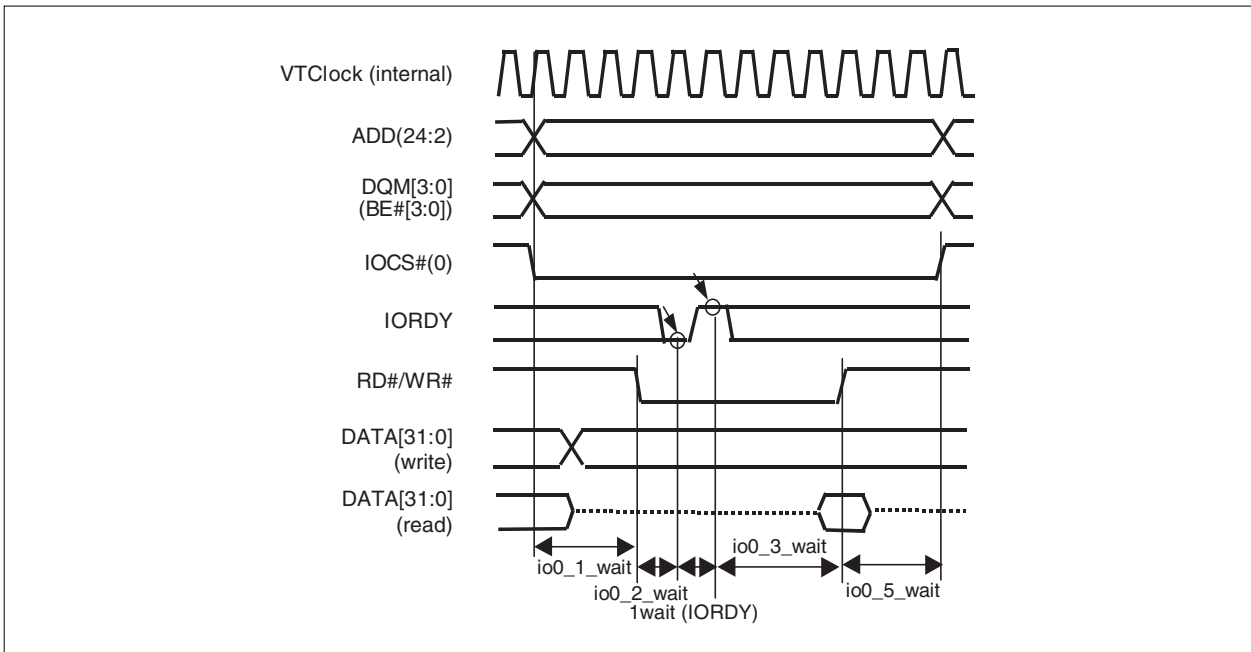 VTClock (internal)
ADD(24:2)
DQM[3:0]
(BE#[3:0])
IOCS#(0)
IORDY
RD#/WR#
DATA[31:0]
(write)
DATA[31:0]
(read)
io0_1_wait
io0_2_wait
1wait (IORDY)
io0_3_wait
io0_5_wait